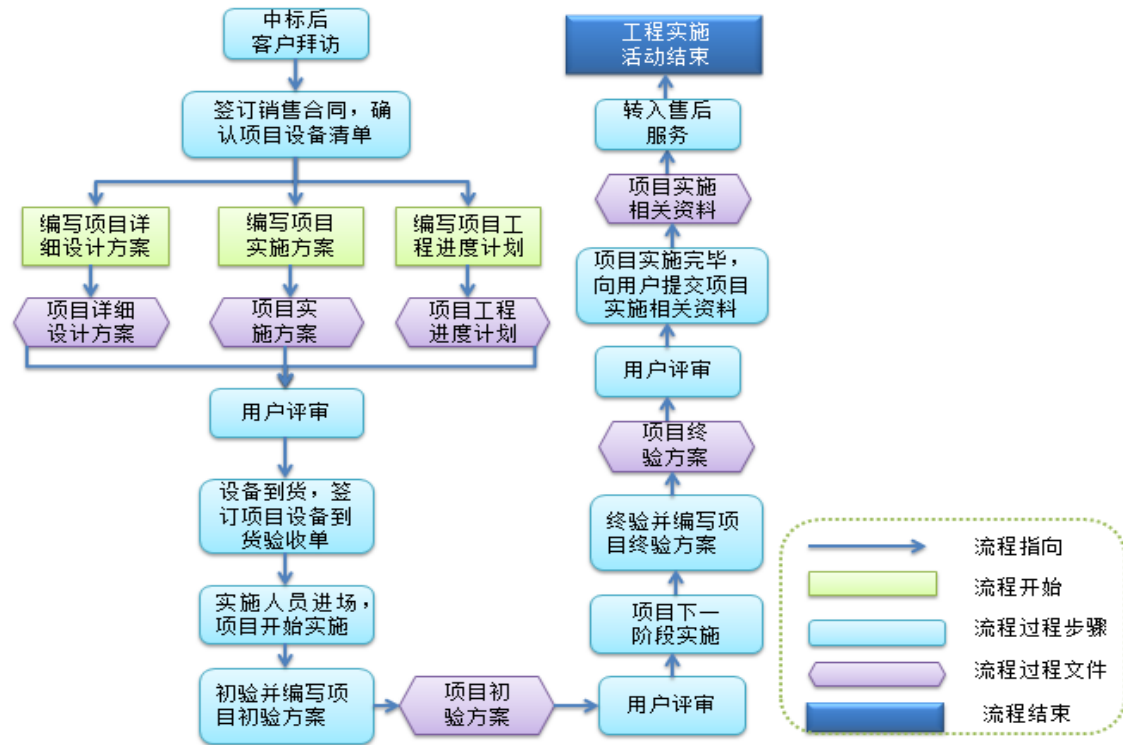 中标后
客户拜访
签订销售合同，确
认项目设备清单
编写项目详
细设计方案
编写项目
实施方案
编写项目工
程进度计划
项目详细
设计方案
项目实
施方案
项目工程
进度计划
用户评审
设备到货，签
订项目设备到
货验收单
实施人员进场，
项目开始实施
初验并编写项
目初验方案
项目初
验方案
用户评审
项目下一
阶段实施
终验并编写项
目终验方案
项目终
验方案
用户评审
项目实施完毕，
向用户提交项目
实施相关资料
项目实施
相关资料
转入售后
服务
工程实施
活动结束
流程指向
流程开始
流程过程步骤
流程过程文件
流程结束